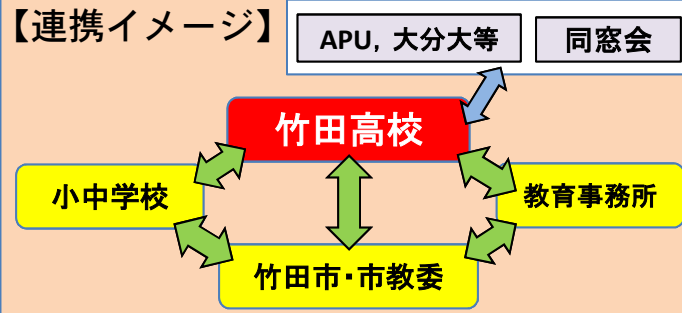 【連携イメージ】
APU，大分大等
同窓会
竹田高校
小中学校
教育事務所
竹田市・市教委